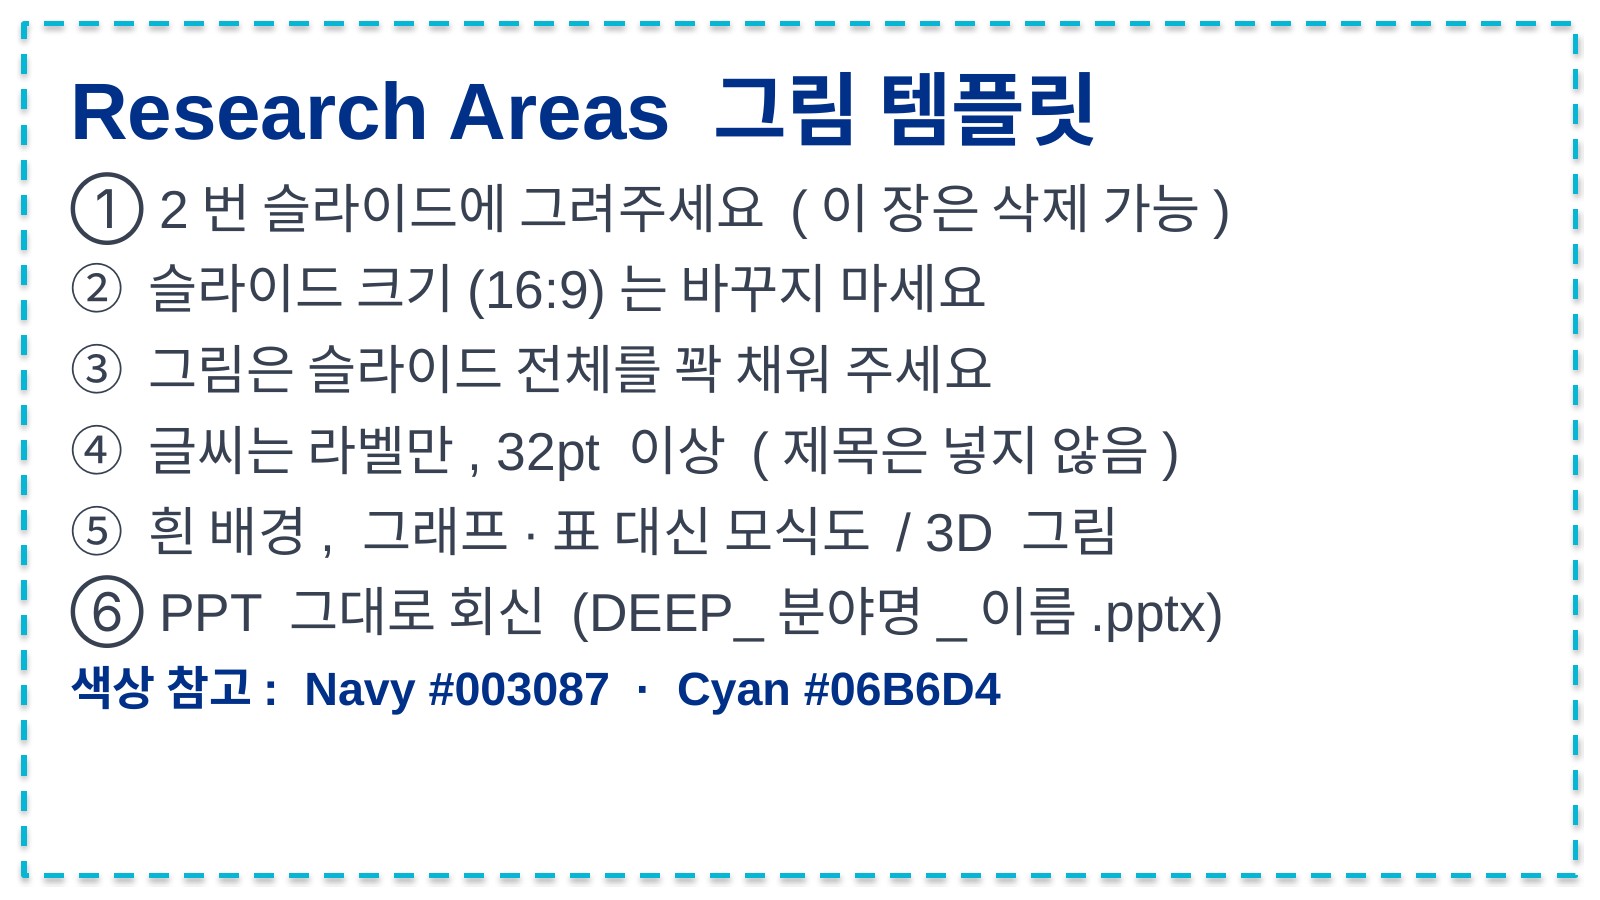 Research Areas 그림 템플릿
① 2번 슬라이드에 그려주세요 (이 장은 삭제 가능)
② 슬라이드 크기(16:9)는 바꾸지 마세요
③ 그림은 슬라이드 전체를 꽉 채워 주세요
④ 글씨는 라벨만, 32pt 이상 (제목은 넣지 않음)
⑤ 흰 배경, 그래프·표 대신 모식도 / 3D 그림
⑥ PPT 그대로 회신 (DEEP_분야명_이름.pptx)
색상 참고: Navy #003087 · Cyan #06B6D4